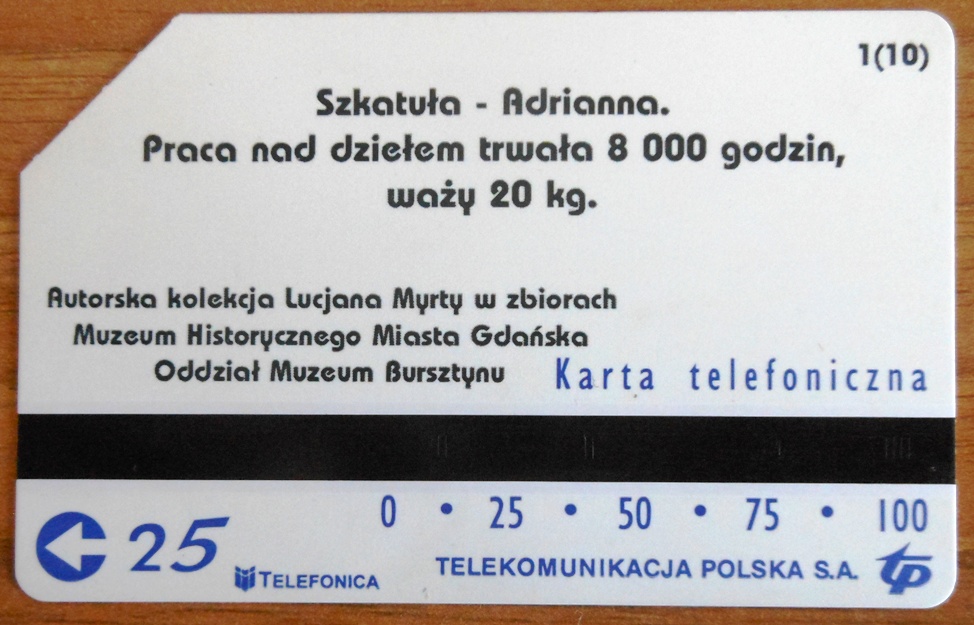 1(10)
Szkatuła - Adrianna.
Praca nad dziełem trwała 8 000 godzin,
waży 20 kg.
Autorska kolekcja Lucjana Myrty w zbiorach
Muzeum Historycznego Miasta Gdańska
Oddział Muzeum Bursztynu
Karta telefoniczna
0 • 25 • 50 • 75 • 100
25
TELEFONICA
TELEKOMUNIKACJA POLSKA S.A.
tp